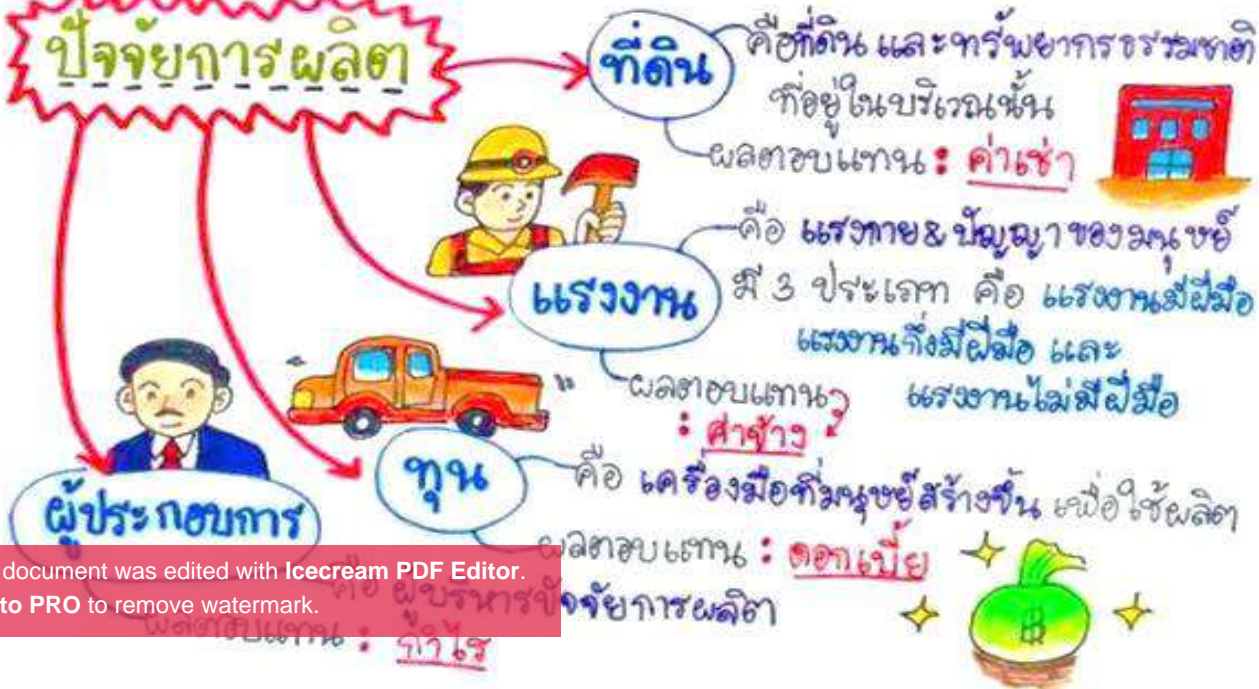 ปัจจัยการผลิต
ที่ดิน
คือที่ดิน และทรัพยากรธรรมชาติ
ที่อยู่ในบริเวณนั้น
ผลตอบแทน : ค่าเช่า
แรงงาน
คือ แรงกาย & ปัญญาของมนุษย์
มี 3 ประเภท คือ แรงงานมีฝีมือ
แรงงานกึ่งมีฝีมือ และ
แรงงานไม่มีฝีมือ
ผลตอบแทน
: ค่าจ้าง
ทุน
คือ เครื่องมือที่มนุษย์สร้างขึ้น เพื่อใช้ผลิต
ผลตอบแทน : ดอกเบี้ย
ผู้ประกอบการ
คือ ผู้บริหารปัจจัยการผลิต
ผลตอบแทน : กำไร
document was edited with Icecream PDF Editor.
to PRO to remove watermark.